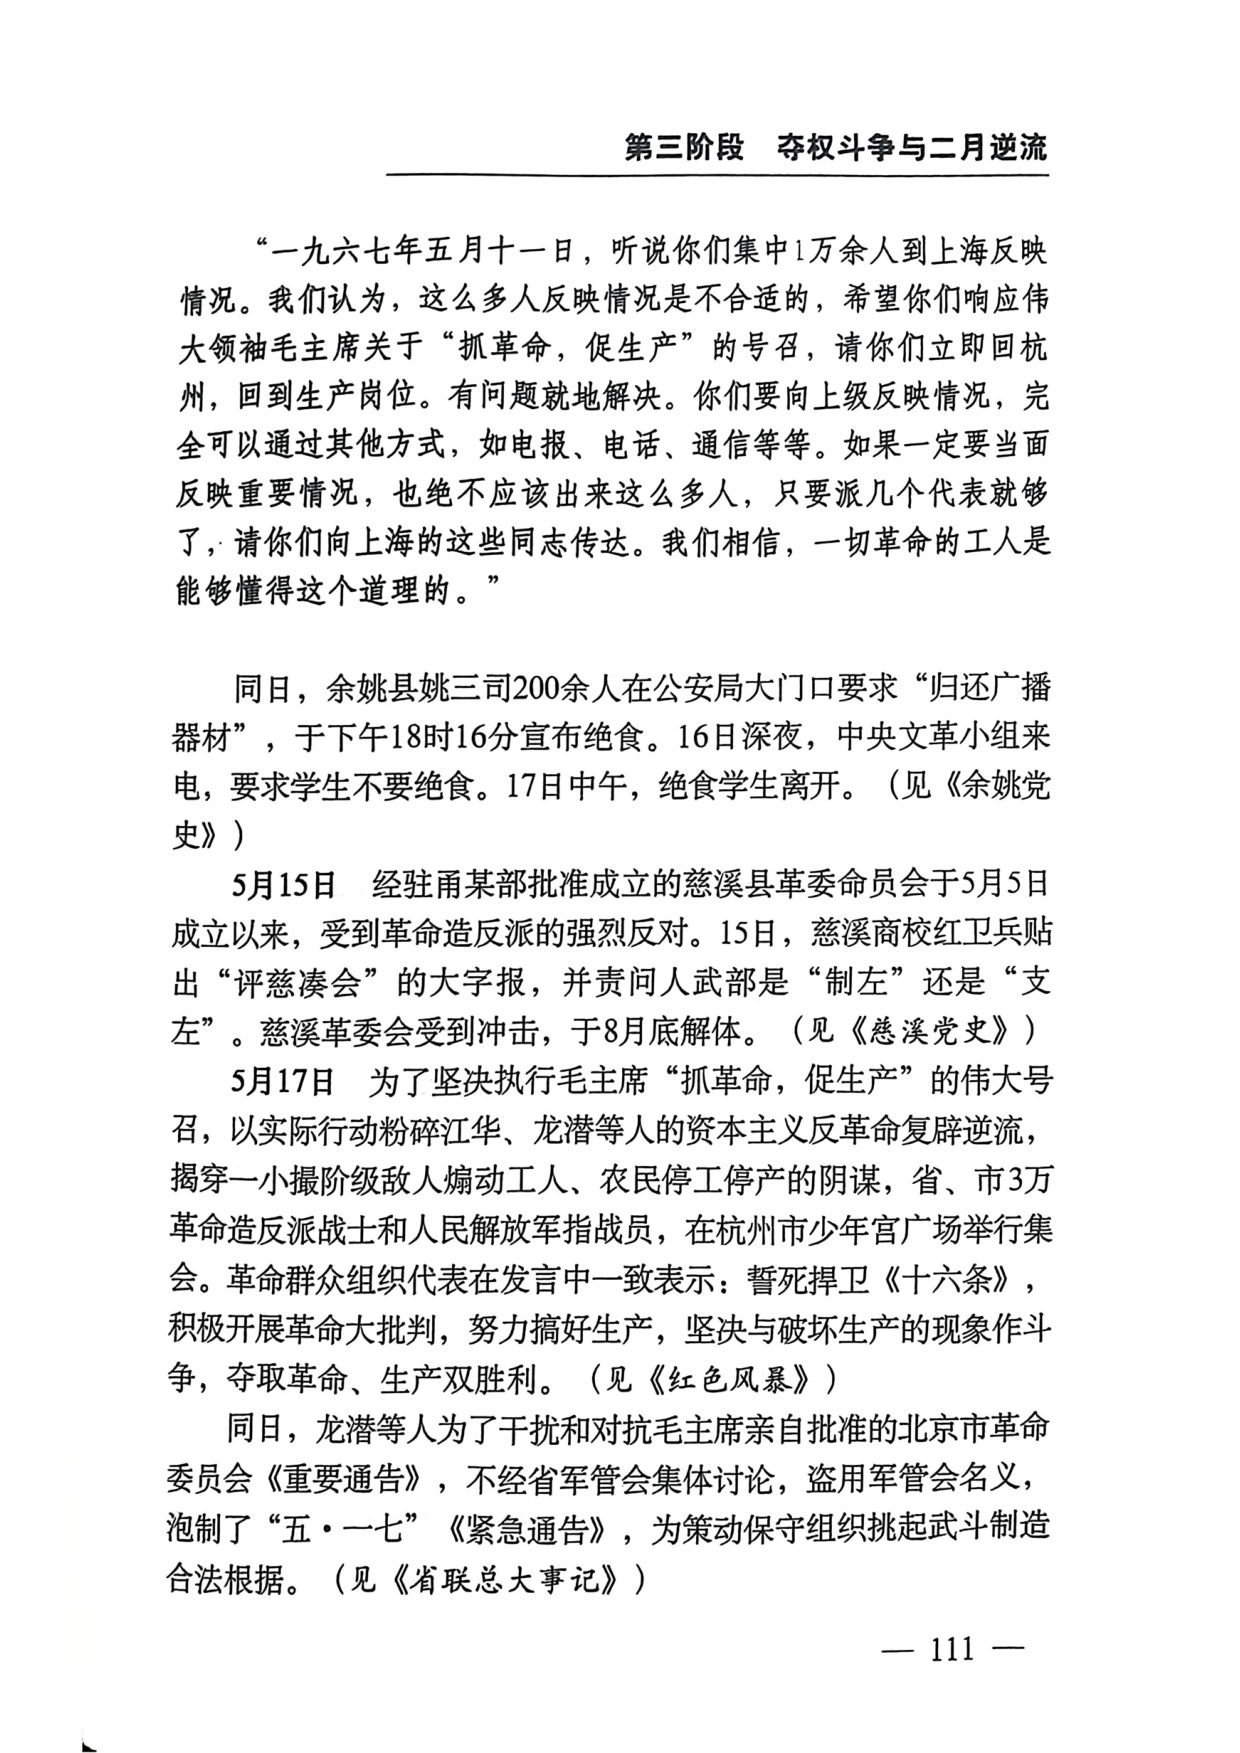 第三阶段　夺权斗争与二月逆流
“一九六七年五月十一日，听说你们集中1万余人到上海反映
情况。我们认为，这么多人反映情况是不合适的，希望你们响应伟
大领袖毛主席关于“抓革命，促生产”的号召，请你们立即回杭
州，回到生产岗位。有问题就地解决。你们要向上级反映情况，完
全可以通过其他方式，如电报、电话、通信等等。如果一定要当面
反映重要情况，也绝不应该出来这么多人，只要派几个代表就够
了，请你们向上海的这些同志传达。我们相信，一切革命的工人是
能够懂得这个道理的。”
同日，余姚县姚三司200余人在公安局大门口要求“归还广播
器材”，于下午18时16分宣布绝食。16日深夜，中央文革小组来
电，要求学生不要绝食。17日中午，绝食学生离开。（见《余姚党
史》）
5月15日　经驻甬某部批准成立的慈溪县革委命员会于5月5日
成立以来，受到革命造反派的强烈反对。15日，慈溪商校红卫兵贴
出“评慈凑会”的大字报，并责问人武部是“制左”还是“支
左”。慈溪革委会受到冲击，于8月底解体。（见《慈溪党史》）
5月17日　为了坚决执行毛主席“抓革命，促生产”的伟大号
召，以实际行动粉碎江华、龙潜等人的资本主义反革命复辟逆流，
揭穿一小撮阶级敌人煽动工人、农民停工停产的阴谋，省、市3万
革命造反派战士和人民解放军指战员，在杭州市少年宫广场举行集
会。革命群众组织代表在发言中一致表示：誓死捍卫《十六条》，
积极开展革命大批判，努力搞好生产，坚决与破坏生产的现象作斗
争，夺取革命、生产双胜利。（见《红色风暴》）
同日，龙潜等人为了干扰和对抗毛主席亲自批准的北京市革命
委员会《重要通告》，不经省军管会集体讨论，盗用军管会名义，
泡制了“五·一七”《紧急通告》，为策动保守组织挑起武斗制造
合法根据。（见《省联总大事记》）
— 111 —